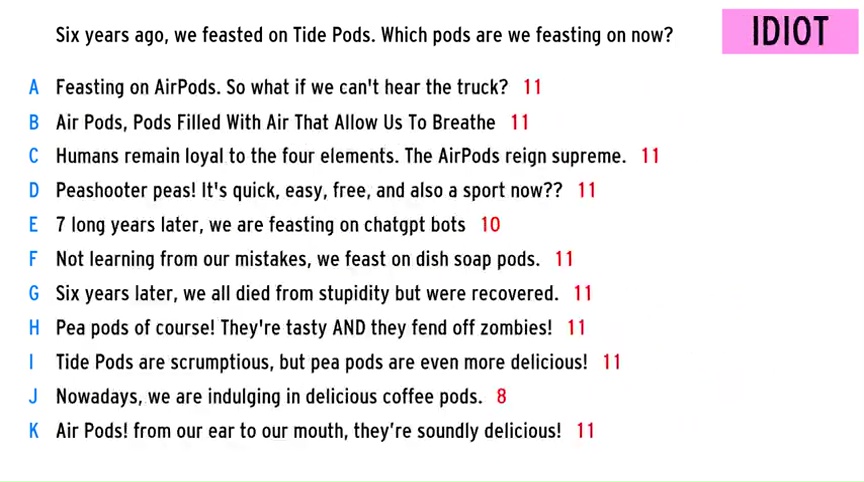 Six years ago, we feasted on Tide Pods. Which pods are we feasting on now?
IDIOT
A Feasting on AirPods. So what if we can't hear the truck? 11
B Air Pods, Pods Filled With Air That Allow Us To Breathe 11
C Humans remain loyal to the four elements. The AirPods reign supreme. 11
D Peashooter peas! It's quick, easy, free, and also a sport now?? 11
E 7 long years later, we are feasting on chatgpt bots 10
F Not learning from our mistakes, we feast on dish soap pods. 11
G Six years later, we all died from stupidity but were recovered. 11
H Pea pods of course! They're tasty AND they fend off zombies! 11
I Tide Pods are scrumptious, but pea pods are even more delicious! 11
J Nowadays, we are indulging in delicious coffee pods. 8
K Air Pods! from our ear to our mouth, they’re soundly delicious! 11